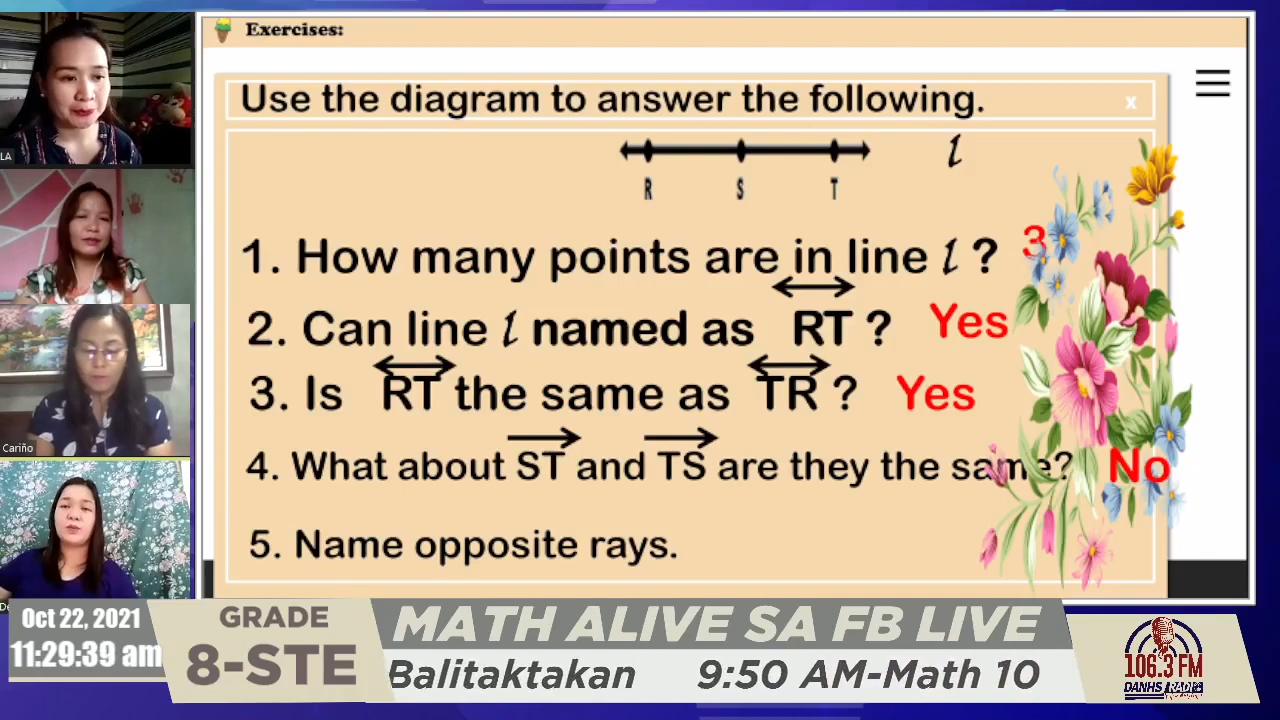 Exercises:
Use the diagram to answer the following.
x
l
R S T
1. How many points are in line l ? 3
2. Can line l named as RT ? Yes
3. Is RT the same as TR ? Yes
4. What about ST and TS are they the same? No
5. Name opposite rays.
LA
Cariño
De
Oct 22, 2021
11:29:39 am
GRADE
8-STE
MATH ALIVE SA FB LIVE
Balitaktakan 9:50 AM-Math 10
106.3 FM
DANHS RADIO